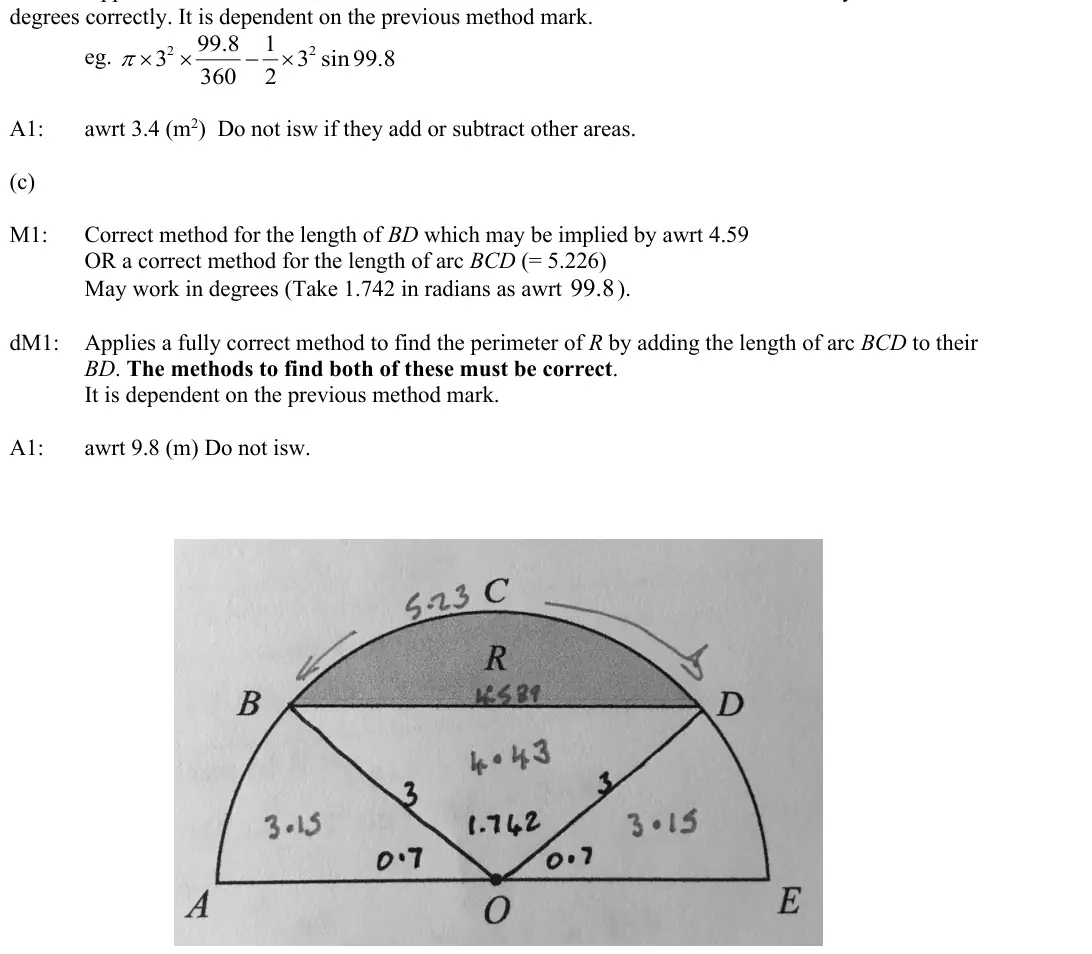 degrees correctly. It is dependent on the previous method mark.
eg. π × 3² × 99.8/360 − 1/2 × 3² sin 99.8
A1: awrt 3.4 (m²) Do not isw if they add or subtract other areas.
(c)
M1: Correct method for the length of BD which may be implied by awrt 4.59
OR a correct method for the length of arc BCD (= 5.226)
May work in degrees (Take 1.742 in radians as awrt 99.8).
dM1: Applies a fully correct method to find the perimeter of R by adding the length of arc BCD to their
BD. The methods to find both of these must be correct.
It is dependent on the previous method mark.
A1: awrt 9.8 (m) Do not isw.
5.23 C
R
4.589
B D
4.43
3 3
3.15 1.742 3.15
0.7 0.7
A O E